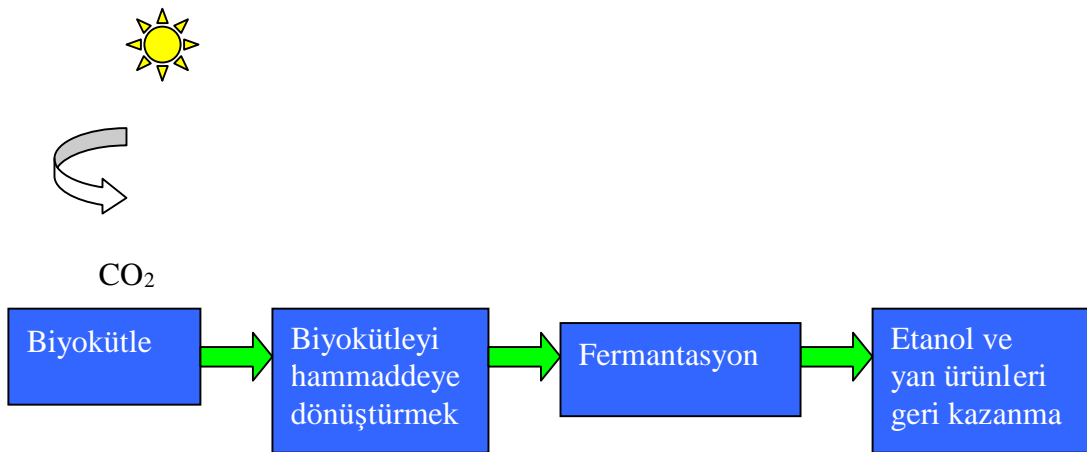 CO₂
Biyokütle
Biyokütleyi
hammaddeye
dönüştürmek
Fermantasyon
Etanol ve
yan ürünleri
geri kazanma